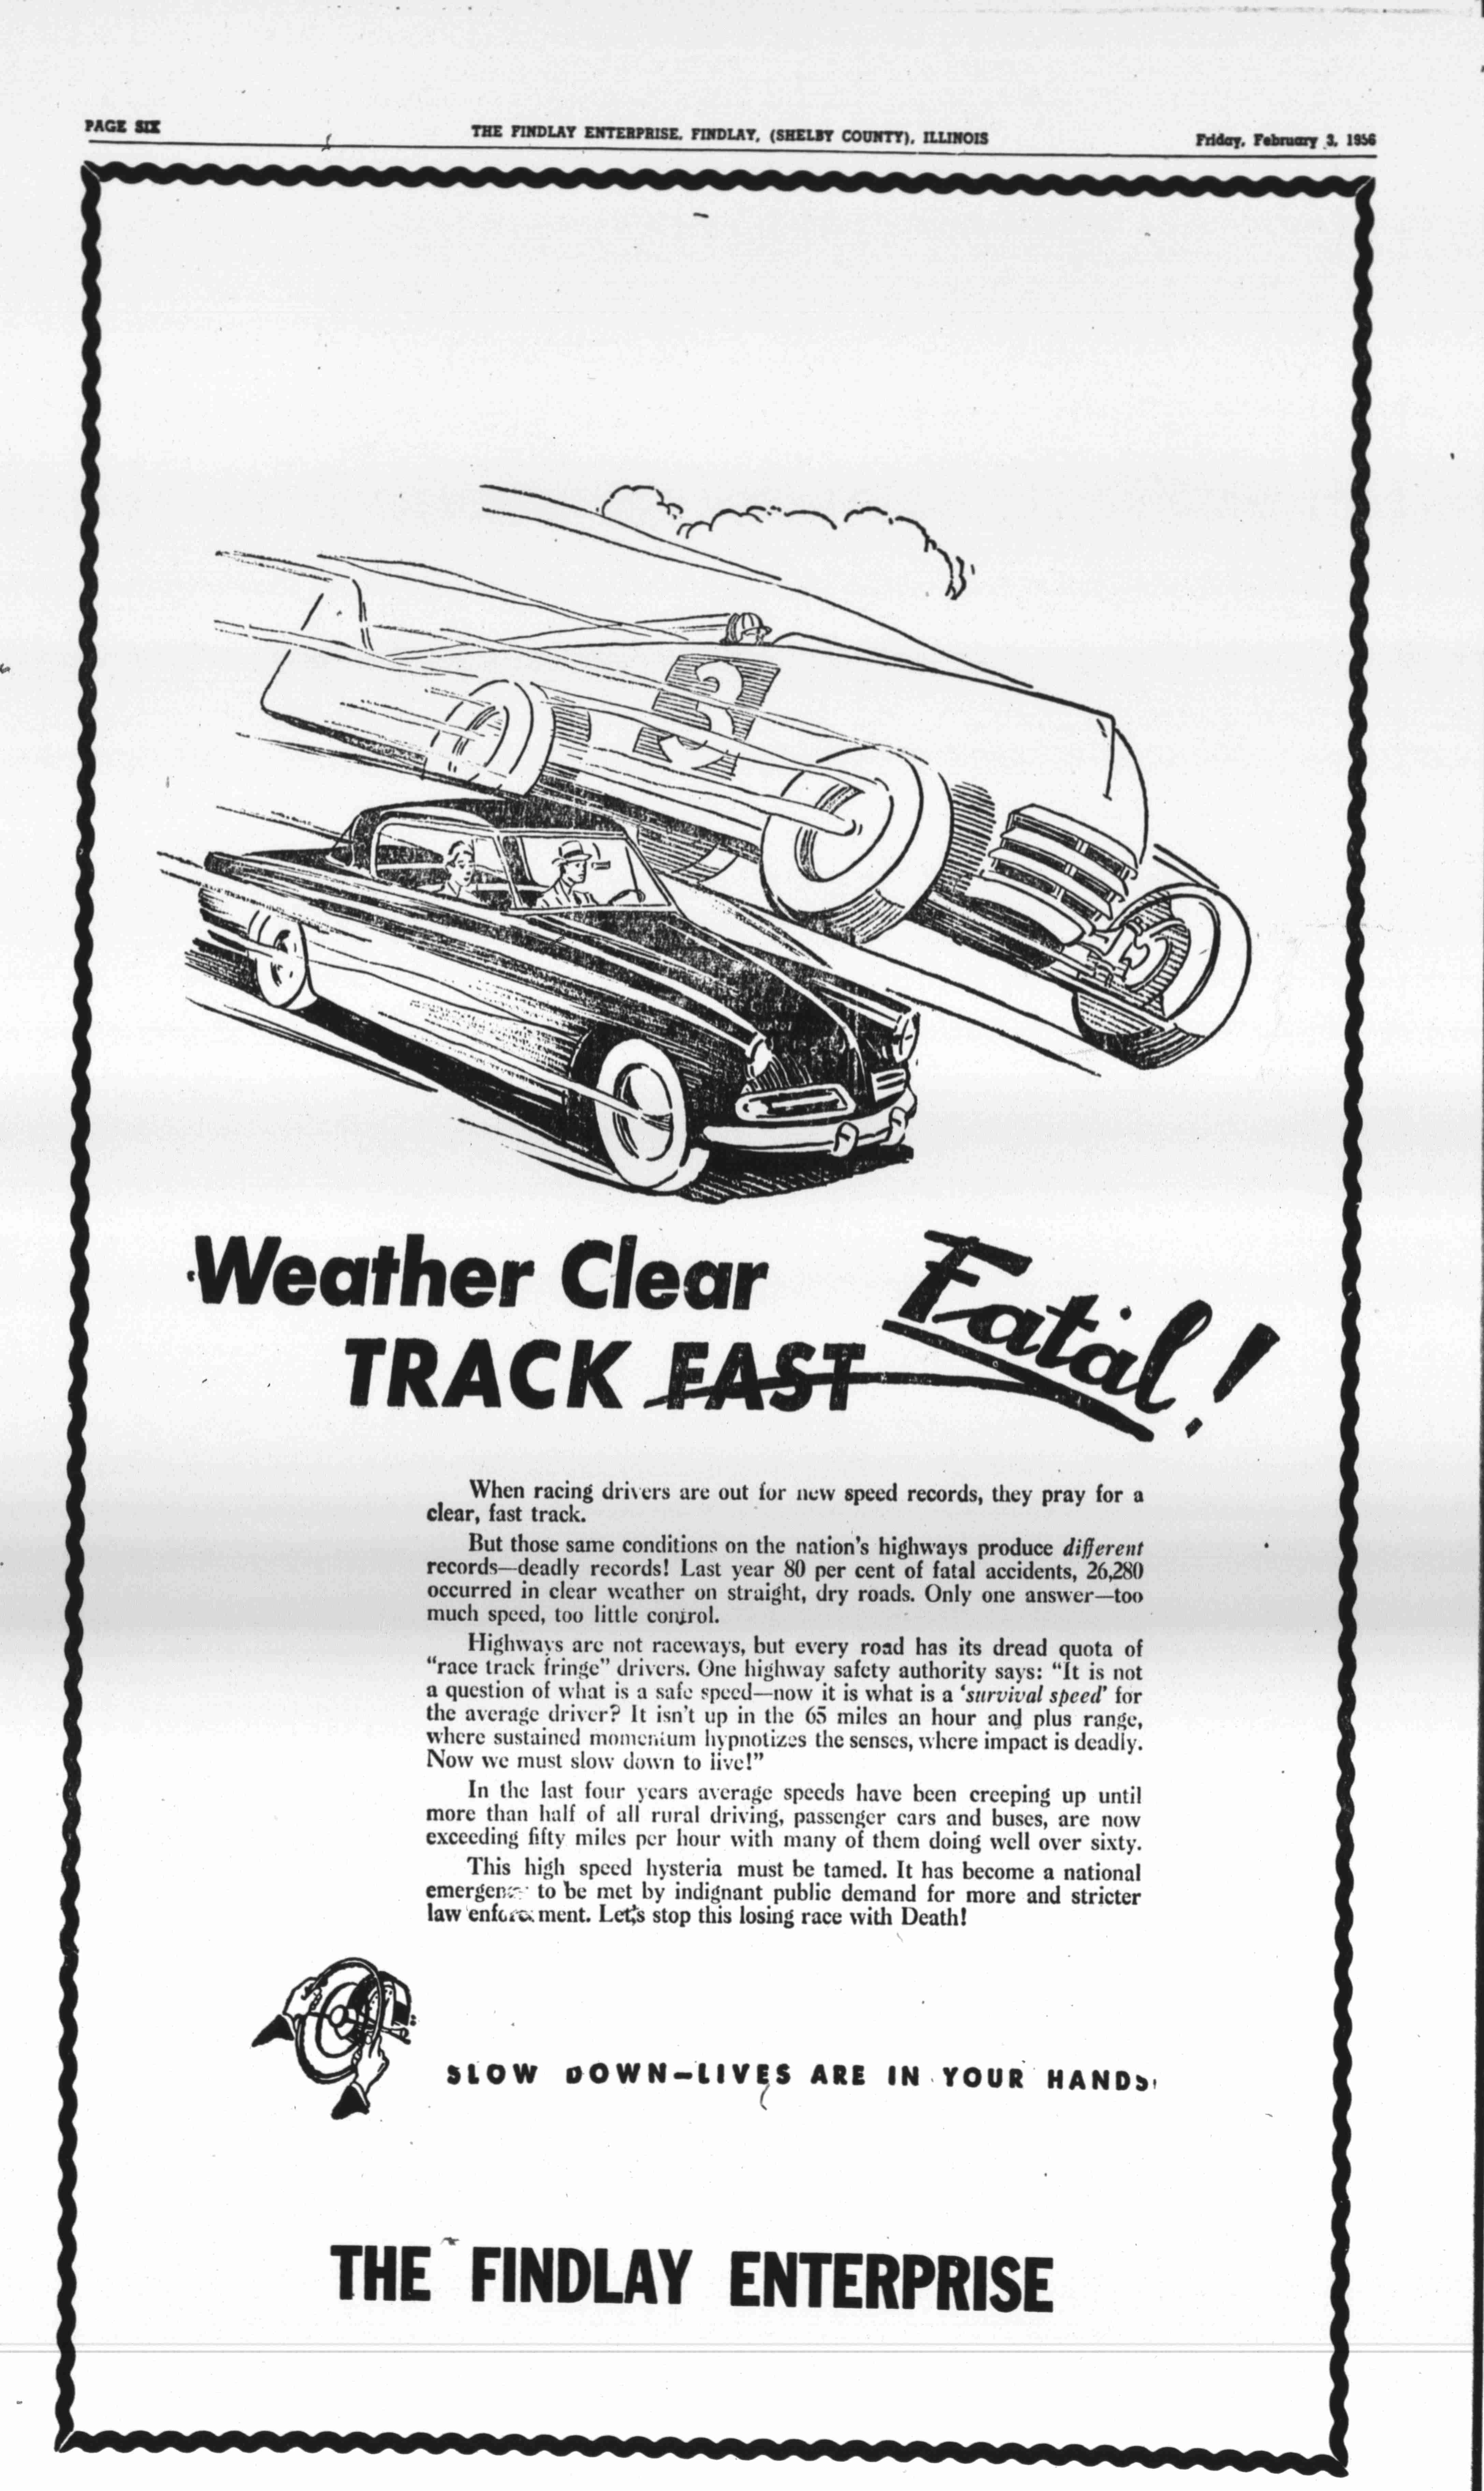 PAGE SIX
THE FINDLAY ENTERPRISE, FINDLAY, (SHELBY COUNTY), ILLINOIS
Friday, February 3, 1956
3
Weather Clear
TRACK FAST
Fatal!
When racing drivers are out for new speed records, they pray for a
clear, fast track.
But those same conditions on the nation's highways produce different
records—deadly records! Last year 80 per cent of fatal accidents, 26,280
occurred in clear weather on straight, dry roads. Only one answer—too
much speed, too little control.
Highways are not raceways, but every road has its dread quota of
"race track fringe" drivers. One highway safety authority says: "It is not
a question of what is a safe speed—now it is what is a 'survival speed' for
the average driver? It isn't up in the 65 miles an hour and plus range,
where sustained momentum hypnotizes the senses, where impact is deadly.
Now we must slow down to live!"
In the last four years average speeds have been creeping up until
more than half of all rural driving, passenger cars and buses, are now
exceeding fifty miles per hour with many of them doing well over sixty.
This high speed hysteria must be tamed. It has become a national
emergency to be met by indignant public demand for more and stricter
law enforcement. Let's stop this losing race with Death!
SLOW DOWN—LIVES ARE IN YOUR HANDS!
THE FINDLAY ENTERPRISE